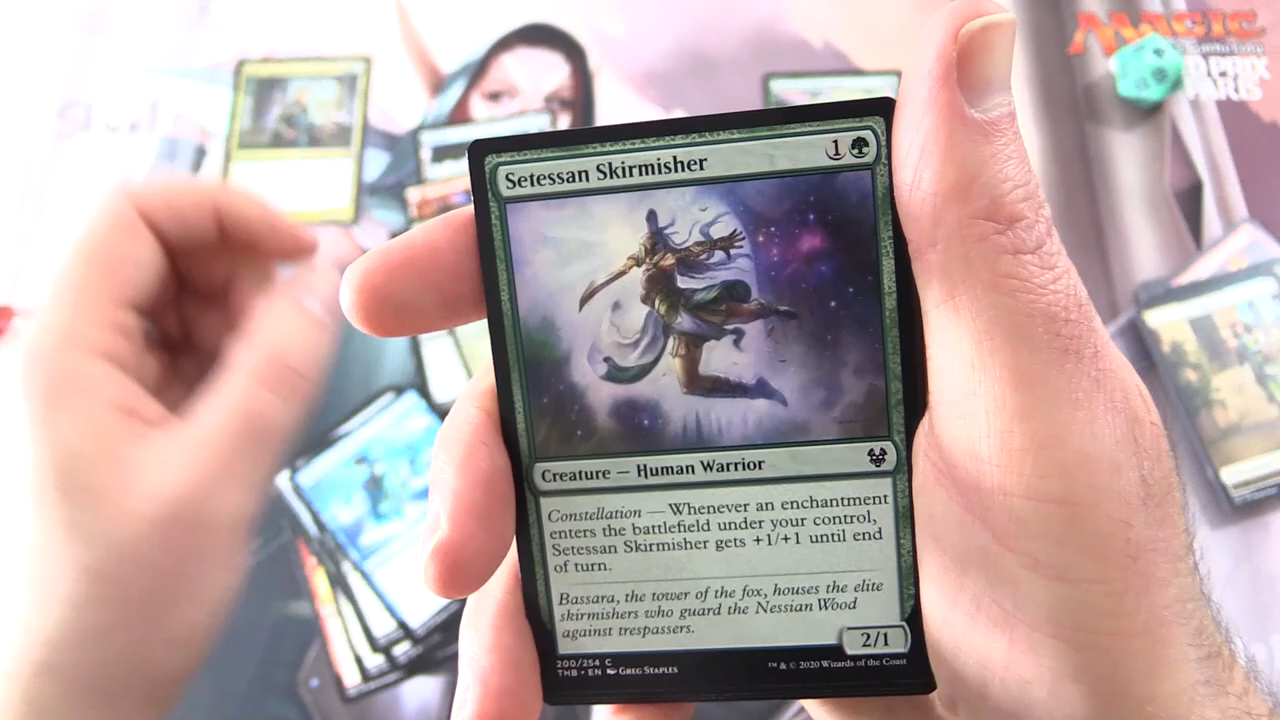 MAGIC
Setessan Skirmisher 1
Creature — Human Warrior
Constellation — Whenever an enchantment
enters the battlefield under your control,
Setessan Skirmisher gets +1/+1 until end
of turn.
Bassara, the tower of the fox, houses the elite
skirmishers who guard the Nessian Wood
against trespassers.
2/1
200/254 C
THB • EN GREG STAPLES
™ & © 2020 Wizards of the Coast